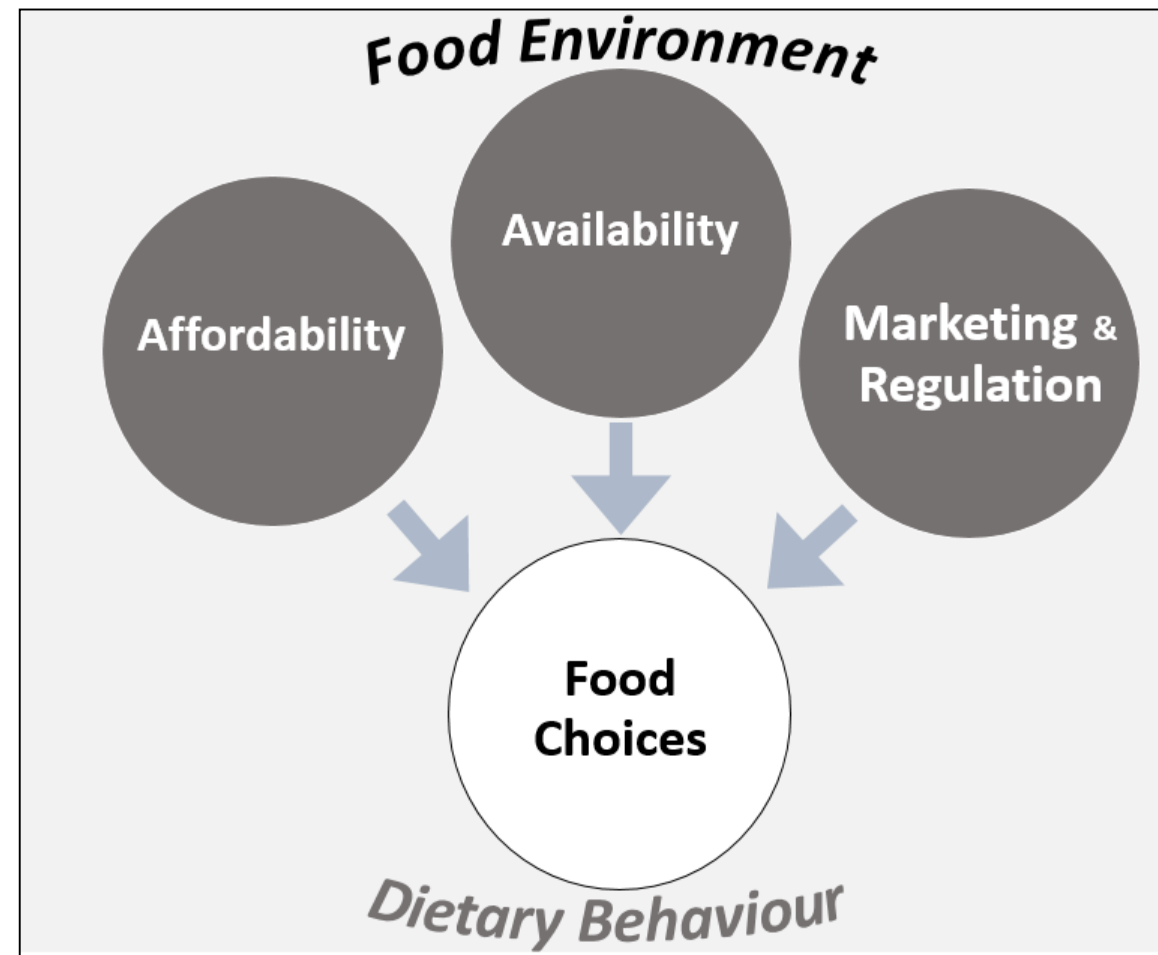 Food Environment
Availability
Affordability
Marketing &
Regulation
Food
Choices
Dietary Behaviour